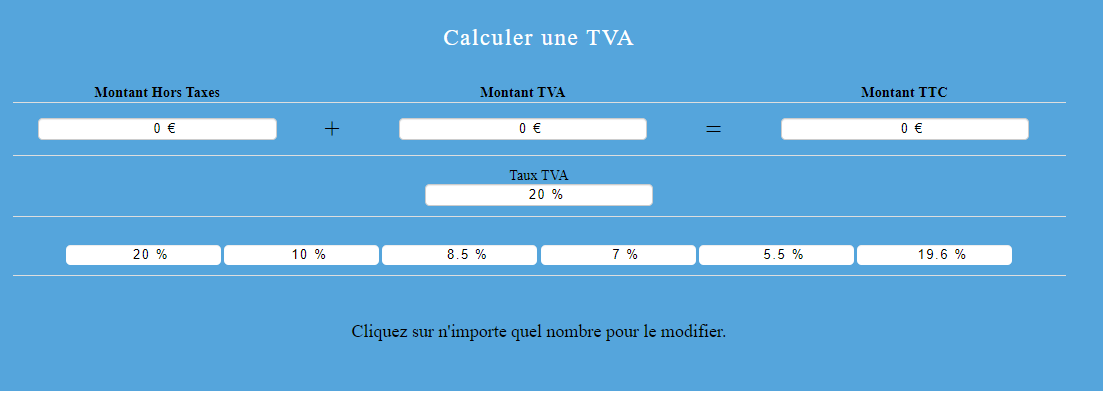 Calculer une TVA
Montant Hors Taxes Montant TVA Montant TTC
0 € + 0 € = 0 €
Taux TVA
20 %
20 % 10 % 8.5 % 7 % 5.5 % 19.6 %
Cliquez sur n'importe quel nombre pour le modifier.